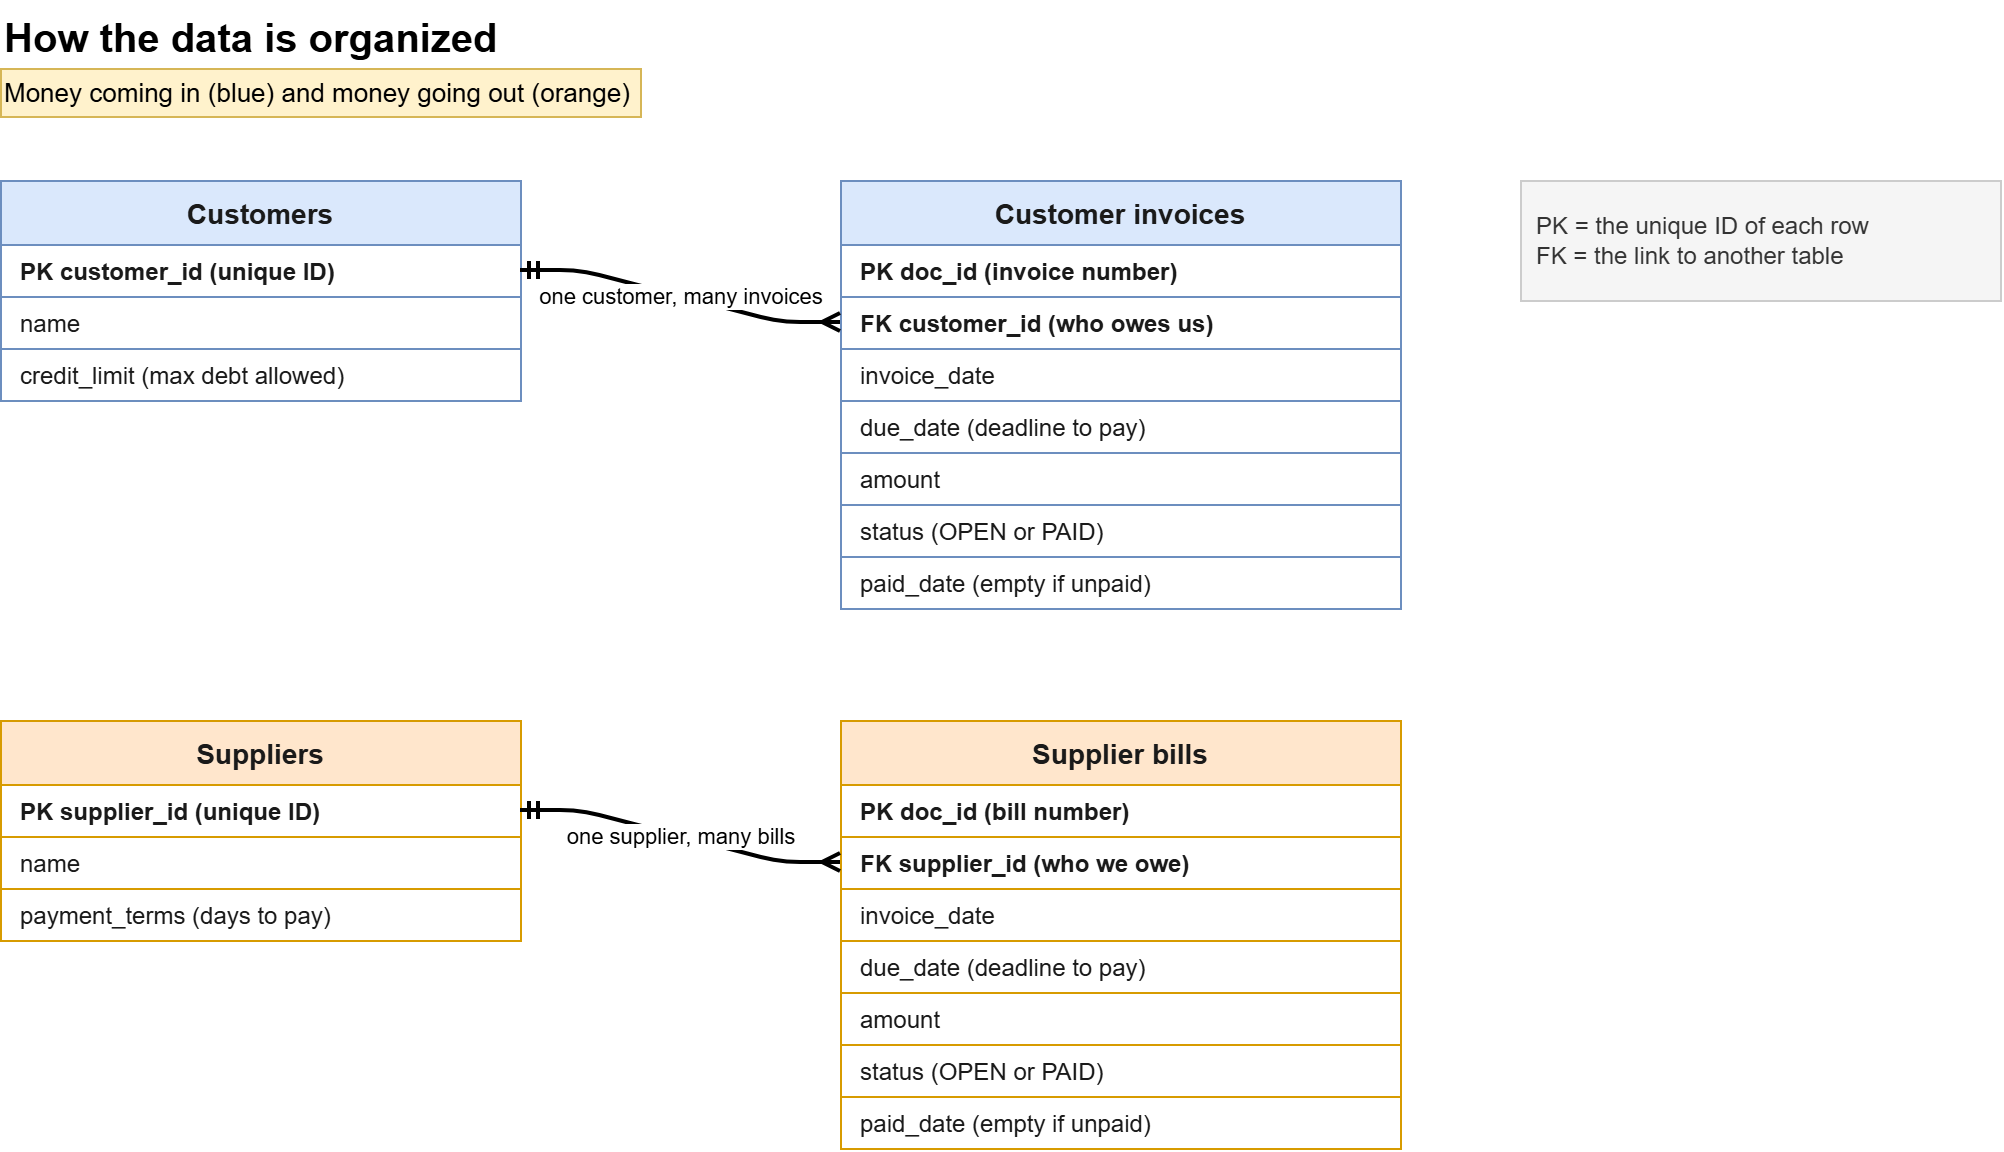 How the data is organized
Money coming in (blue) and money going out (orange)
Customers
PK customer_id (unique ID)
name
credit_limit (max debt allowed)
one customer, many invoices
Customer invoices
PK doc_id (invoice number)
FK customer_id (who owes us)
invoice_date
due_date (deadline to pay)
amount
status (OPEN or PAID)
paid_date (empty if unpaid)
PK = the unique ID of each row
FK = the link to another table
Suppliers
PK supplier_id (unique ID)
name
payment_terms (days to pay)
one supplier, many bills
Supplier bills
PK doc_id (bill number)
FK supplier_id (who we owe)
invoice_date
due_date (deadline to pay)
amount
status (OPEN or PAID)
paid_date (empty if unpaid)